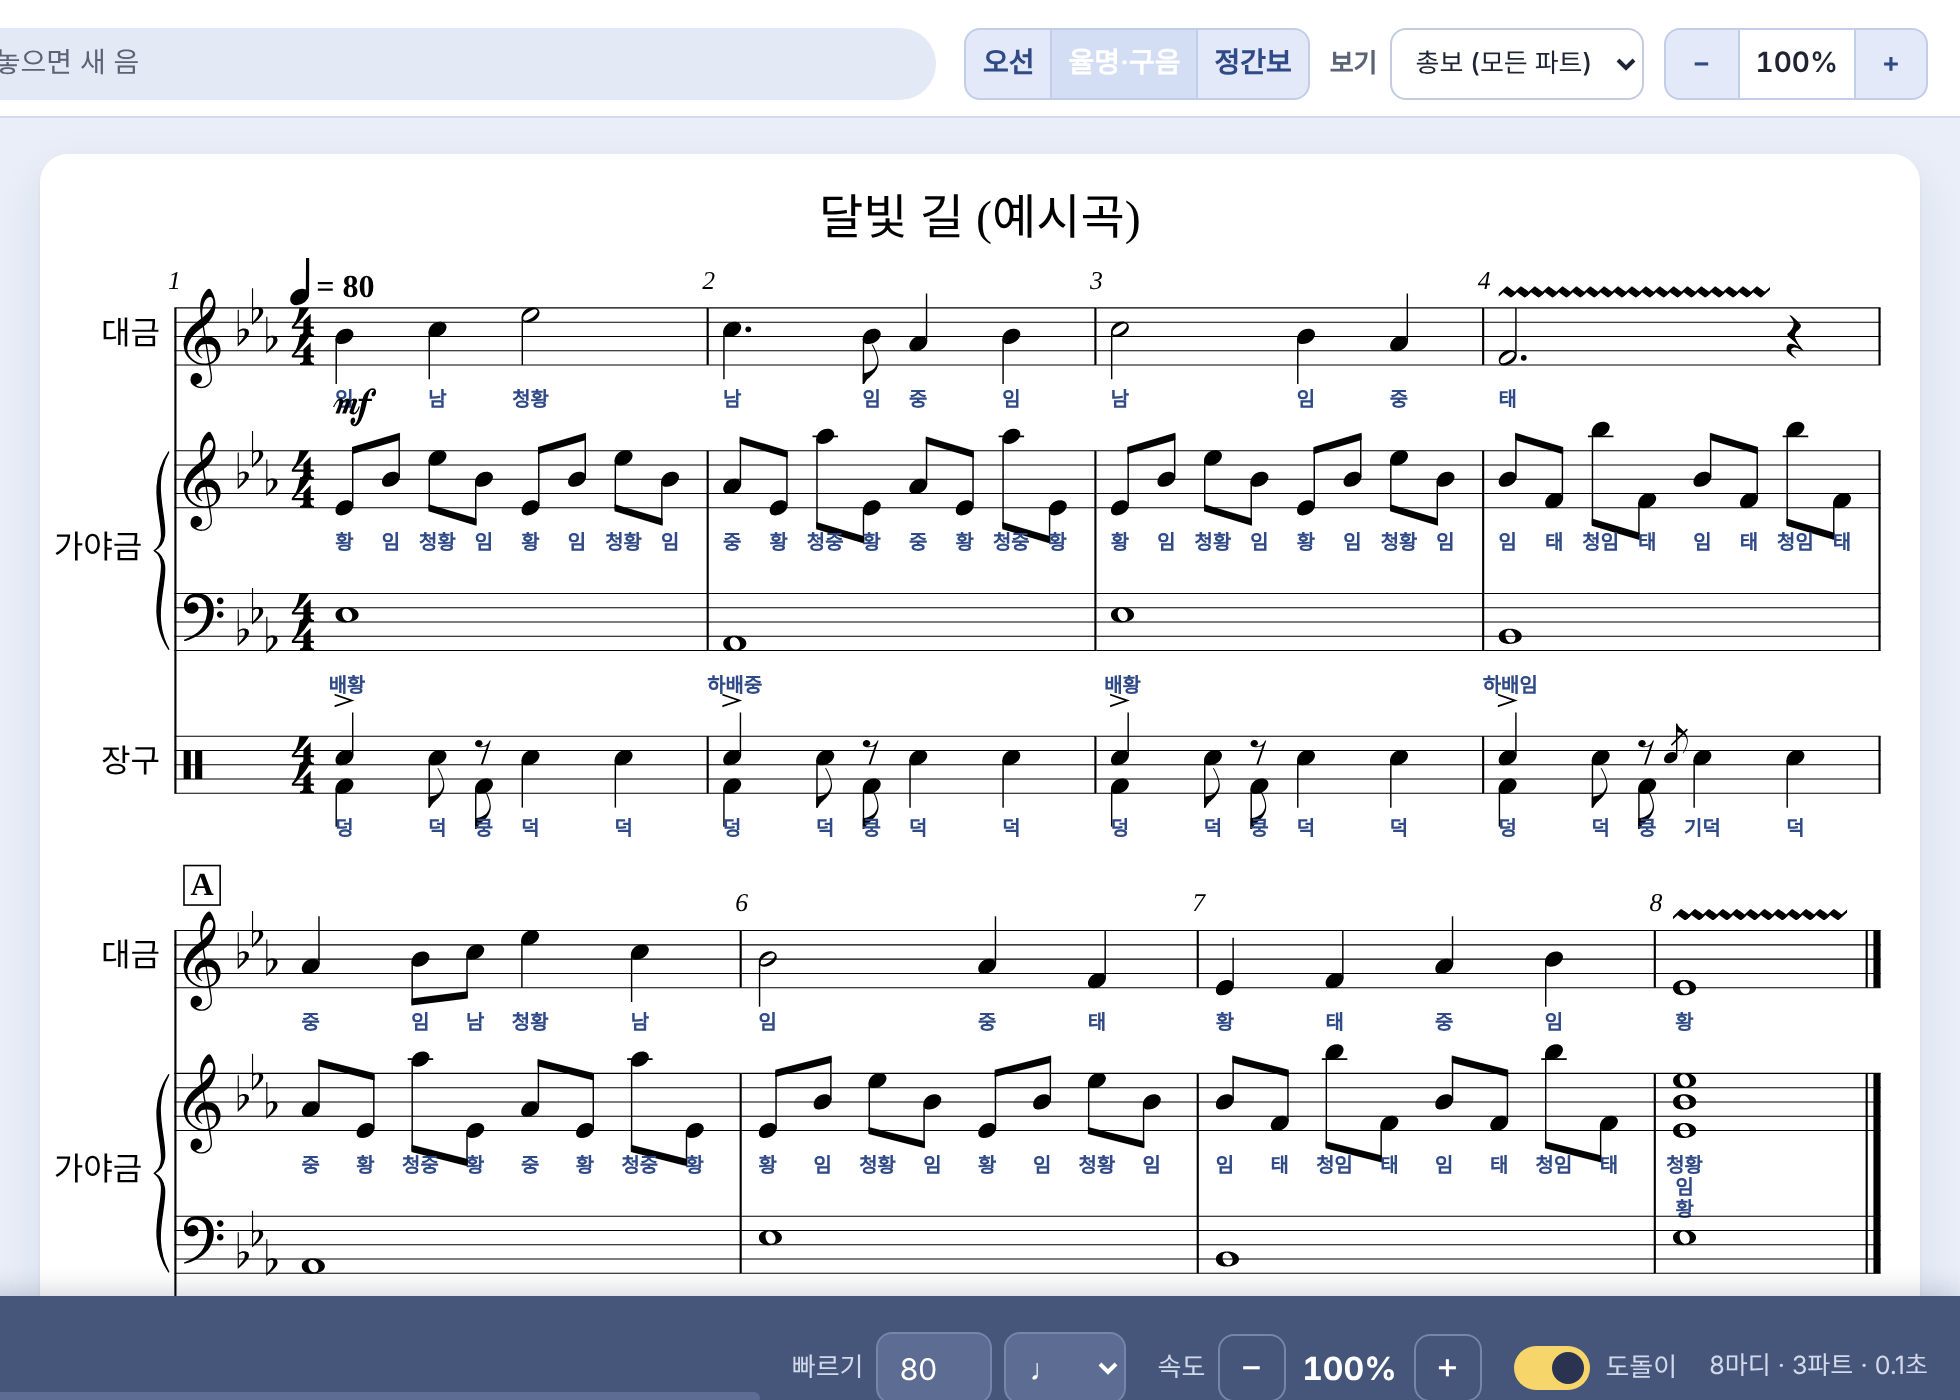 놓으면 새 음 오선 율명·구음 정간보 보기 총보 (모든 파트) − 100% +
달빛 길 (예시곡)
1 = 80 2 3 4
대금
임 남 청황 남 임 중 임 남 임 중 태
mf
가야금
황 임 청황 임 황 임 청황 임 중 황 청중 황 중 황 청중 황 황 임 청황 임 황 임 청황 임 임 태 청임 태 임 태 청임 태
배황 하배중 배황 하배임
장구
덩 덕 쿵 덕 덕 덩 덕 쿵 덕 덕 덩 덕 쿵 덕 덕 덩 덕 쿵 기덕 덕
A 6 7 8
대금
중 임 남 청황 남 임 중 태 황 태 중 임 황
가야금
중 황 청중 황 중 황 청중 황 황 임 청황 임 황 임 청황 임 임 태 청임 태 임 태 청임 태 청황
임
황
빠르기 80 ♩ 속도 − 100% + 도돌이 8마디 · 3파트 · 0.1초